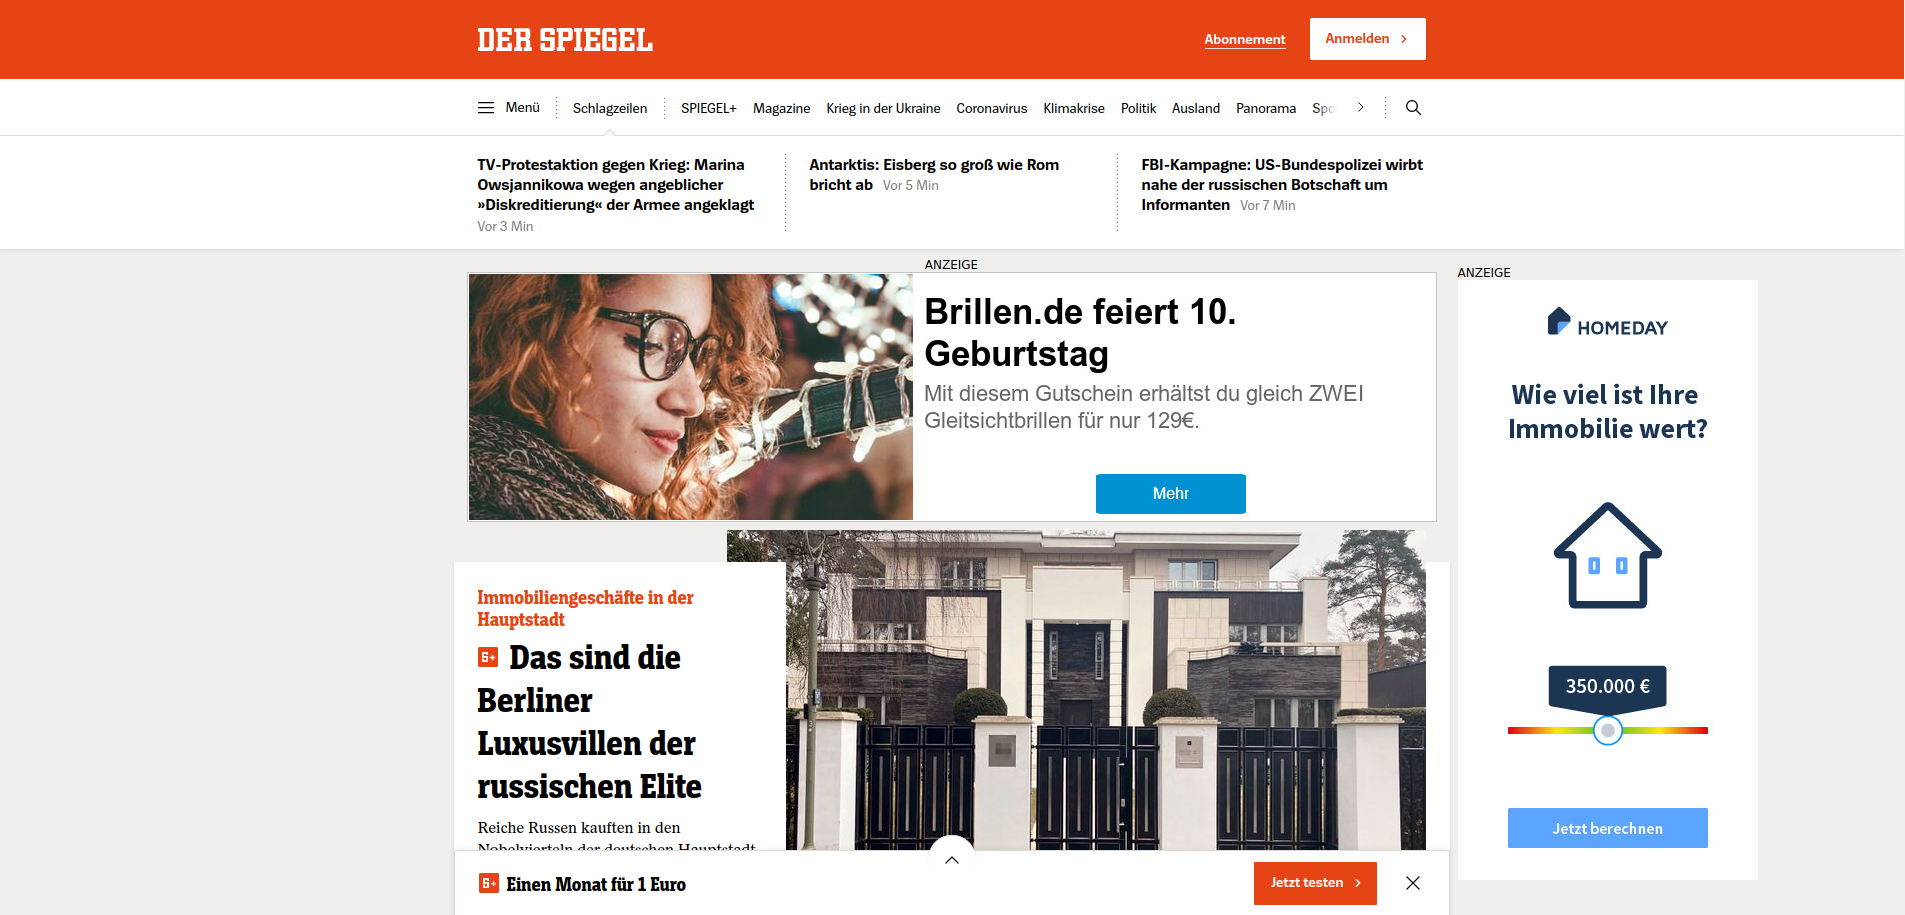 DER SPIEGEL
Abonnement
Anmelden
Menü
Schlagzeilen
SPIEGEL+
Magazine
Krieg in der Ukraine
Coronavirus
Klimakrise
Politik
Ausland
Panorama
Spo
TV-Protestaktion gegen Krieg: Marina
Owsjannikowa wegen angeblicher
»Diskreditierung« der Armee angeklagt
Vor 3 Min
Antarktis: Eisberg so groß wie Rom
bricht ab Vor 5 Min
FBI-Kampagne: US-Bundespolizei wirbt
nahe der russischen Botschaft um
Informanten Vor 7 Min
ANZEIGE
Brillen.de feiert 10.
Geburtstag
Mit diesem Gutschein erhältst du gleich ZWEI
Gleitsichtbrillen für nur 129€.
Mehr
ANZEIGE
HOMEDAY
Wie viel ist Ihre
Immobilie wert?
350.000 €
Jetzt berechnen
Immobiliengeschäfte in der
Hauptstadt
S+ Das sind die
Berliner
Luxusvillen der
russischen Elite
Reiche Russen kauften in den
Nobelvierteln der deutschen Hauptstadt
S+ Einen Monat für 1 Euro
Jetzt testen